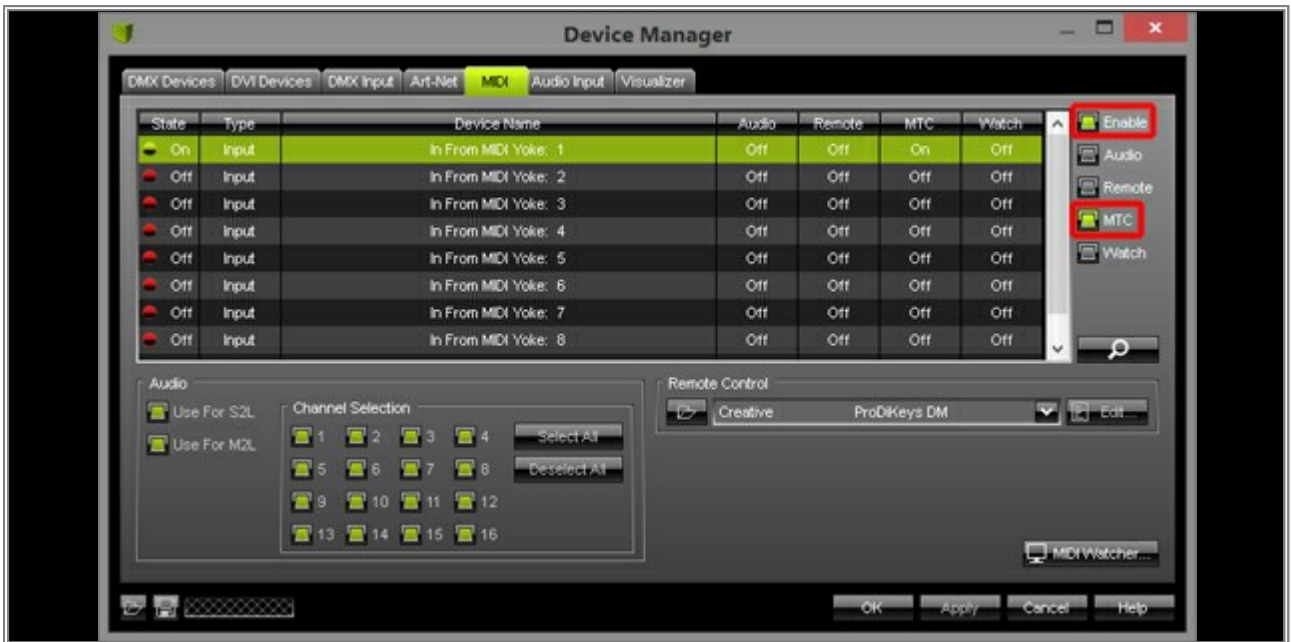 Device Manager
DMX Devices DVI Devices DMX Input Art-Net MIDI Audio Input Visualizer
State Type Device Name Audio Remote MTC Watch
On Input In From MIDI Yoke: 1 Off Off On Off
Off Input In From MIDI Yoke: 2 Off Off Off Off
Off Input In From MIDI Yoke: 3 Off Off Off Off
Off Input In From MIDI Yoke: 4 Off Off Off Off
Off Input In From MIDI Yoke: 5 Off Off Off Off
Off Input In From MIDI Yoke: 6 Off Off Off Off
Off Input In From MIDI Yoke: 7 Off Off Off Off
Off Input In From MIDI Yoke: 8 Off Off Off Off
Enable
Audio
Remote
MTC
Watch
Audio
Use For S2L
Use For M2L
Channel Selection
1 2 3 4 Select All
5 6 7 8 Deselect All
9 10 11 12
13 14 15 16
Remote Control
Creative ProDiKeys DM Edit...
MIDI Watcher...
OK Apply Cancel Help